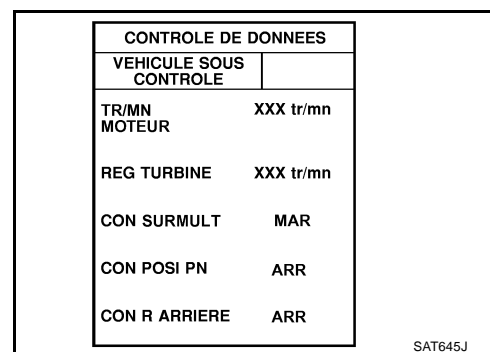 CONTROLE DE DONNEES
VEHICULE SOUS
CONTROLE
TR/MN XXX tr/mn
MOTEUR
REG TURBINE XXX tr/mn
CON SURMULT MAR
CON POSI PN ARR
CON R ARRIERE ARR
SAT645J